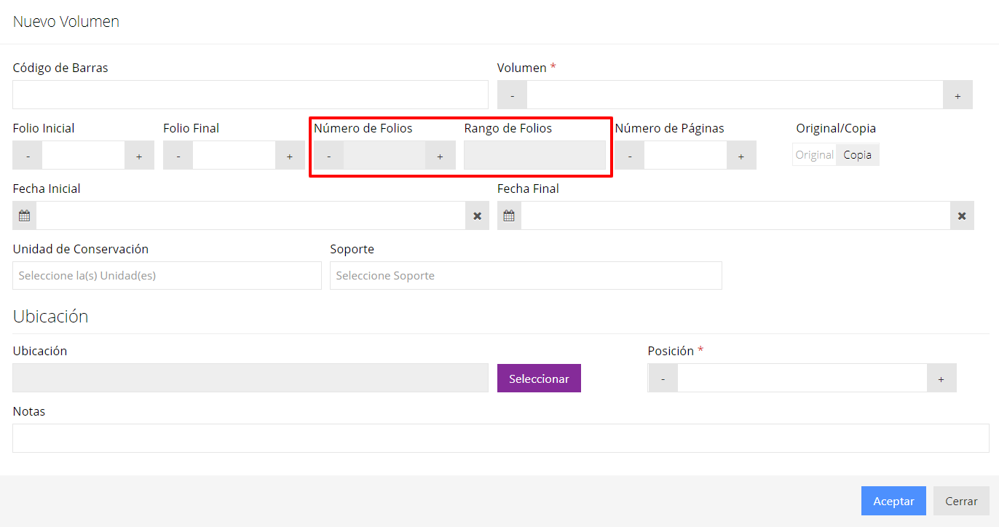 Nuevo Volumen
Código de Barras
Volumen *
- +
Folio Inicial
Folio Final
Número de Folios
Rango de Folios
Número de Páginas
Original/Copia
- +
- +
- +
- +
Original Copia
Fecha Inicial
Fecha Final
Unidad de Conservación
Soporte
Seleccione la(s) Unidad(es)
Seleccione Soporte
Ubicación
Ubicación
Posición *
Seleccionar
- +
Notas
Aceptar
Cerrar